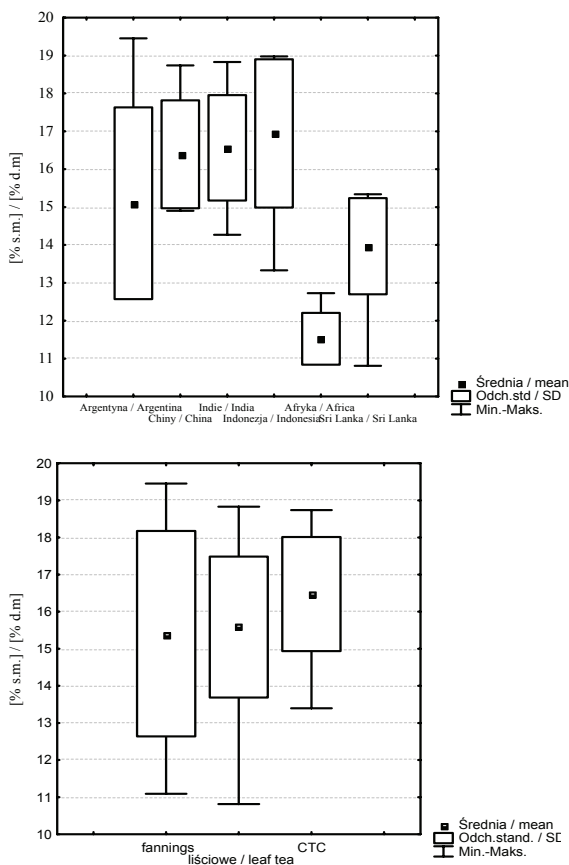 20
19
18
17
16
15
14
13
12
11
10
[% s.m.] / [% d.m]
Argentyna / Argentina Indie / India Afryka / Africa
Chiny / China Indonezja / Indonesia Sri Lanka / Sri Lanka
Średnia / mean
Odch.std / SD
Min.-Maks.
20
19
18
17
16
15
14
13
12
11
10
[% s.m.] / [% d.m]
fannings CTC
liściowe / leaf tea
Średnia / mean
Odch.stand. / SD
Min.-Maks.